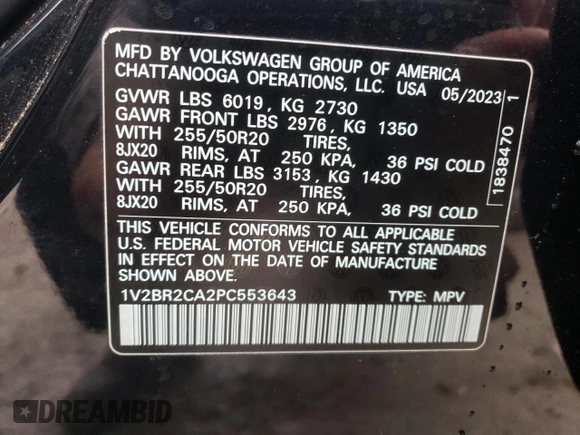 MFD BY VOLKSWAGEN GROUP OF AMERICA
CHATTANOOGA OPERATIONS, LLC. USA 05/2023
GVWR LBS 6019, KG 2730
GAWR FRONT LBS 2976, KG 1350
WITH 255/50R20 TIRES,
8JX20 RIMS, AT 250 KPA, 36 PSI COLD
GAWR REAR LBS 3153, KG 1430
WITH 255/50R20 TIRES,
8JX20 RIMS, AT 250 KPA, 36 PSI COLD
THIS VEHICLE CONFORMS TO ALL APPLICABLE
U.S. FEDERAL MOTOR VEHICLE SAFETY STANDARDS
IN EFFECT ON THE DATE OF MANUFACTURE
SHOWN ABOVE.
1V2BR2CA2PC553643 TYPE: MPV
1838470 1
DREAMBID